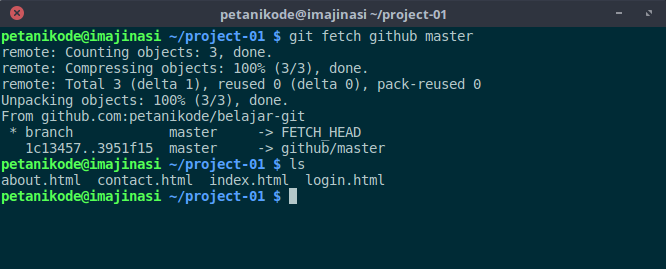 petanikode@imajinasi ~/project-01
petanikode@imajinasi ~/project-01 $ git fetch github master
remote: Counting objects: 3, done.
remote: Compressing objects: 100% (3/3), done.
remote: Total 3 (delta 1), reused 0 (delta 0), pack-reused 0
Unpacking objects: 100% (3/3), done.
From github.com:petanikode/belajar-git
 * branch            master     -> FETCH_HEAD
   1c13457..3951f15  master     -> github/master
petanikode@imajinasi ~/project-01 $ ls
about.html  contact.html  index.html  login.html
petanikode@imajinasi ~/project-01 $